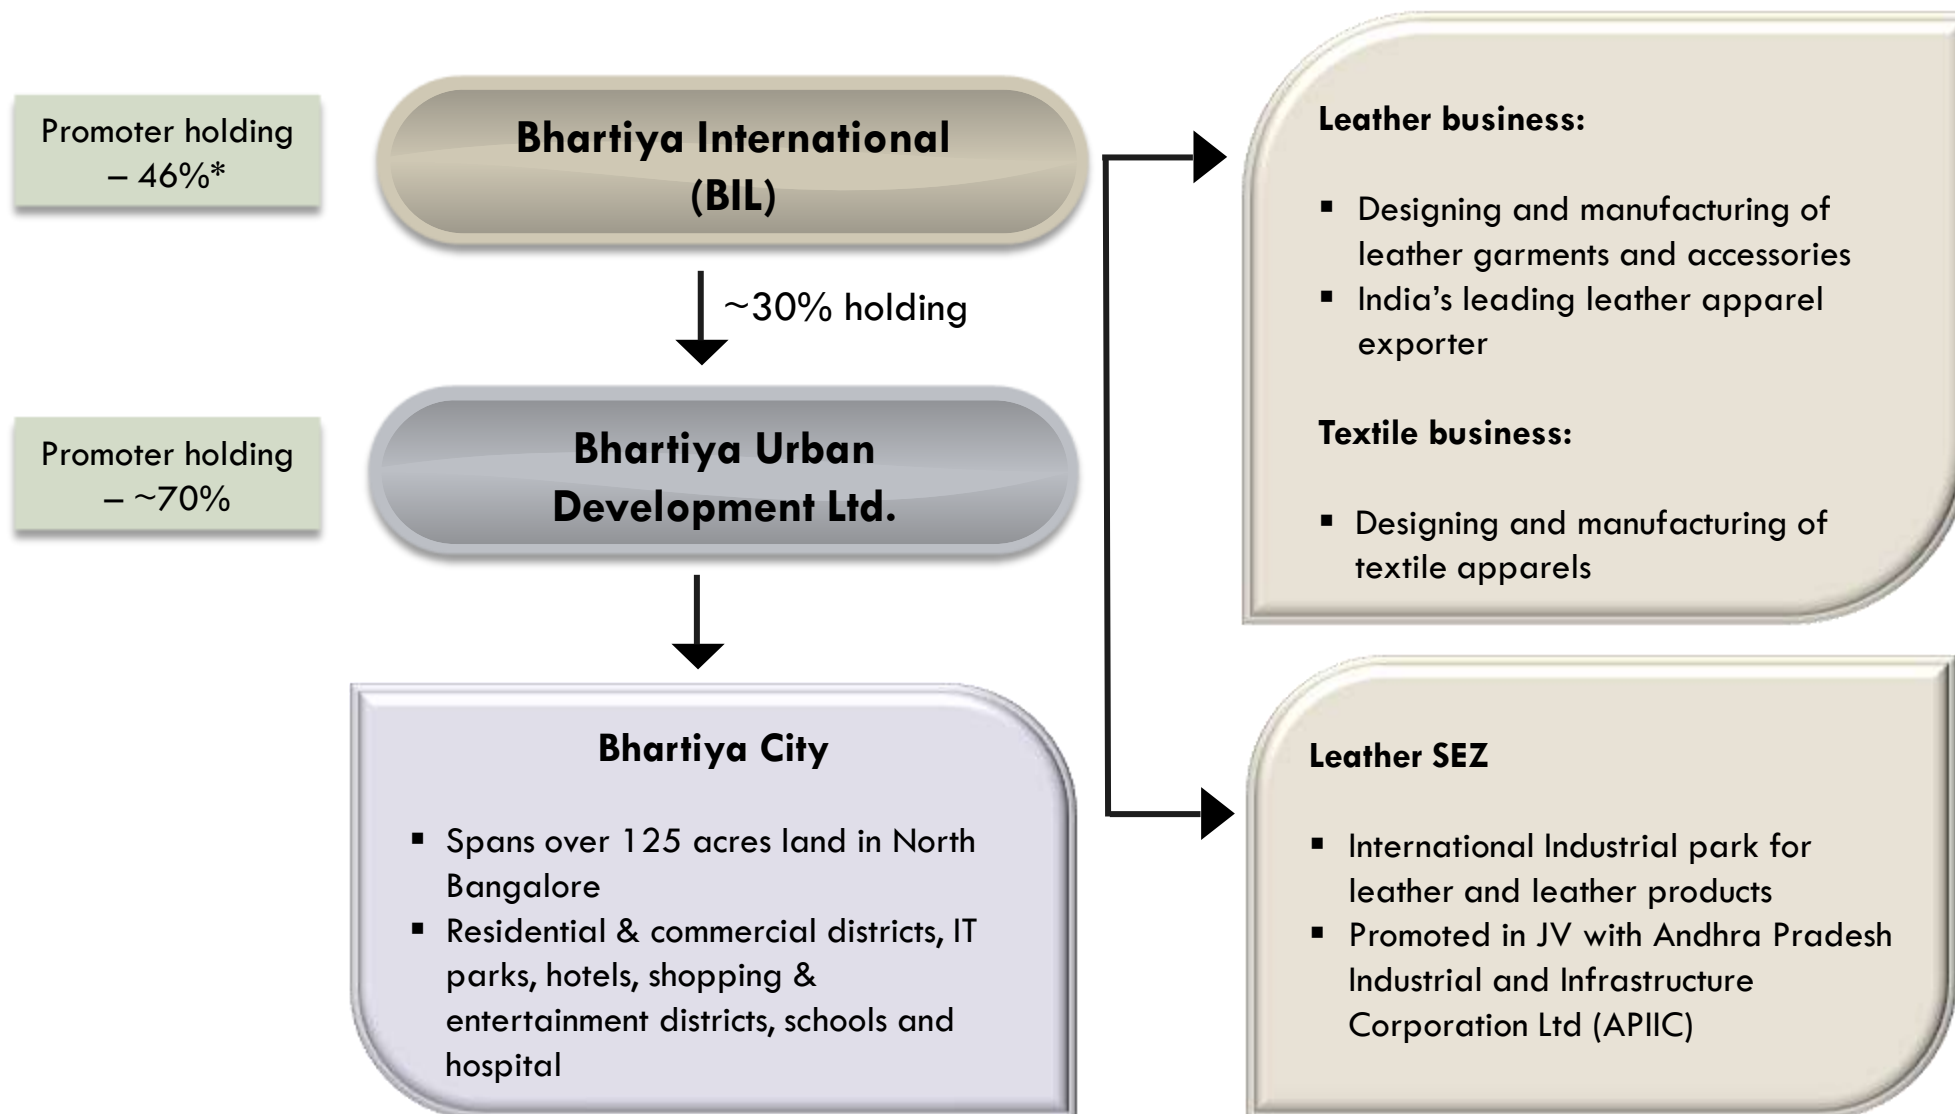 Promoter holding
– 46%*
Bhartiya International
(BIL)
~30% holding
Promoter holding
– ~70%
Bhartiya Urban
Development Ltd.
Bhartiya City
▪ Spans over 125 acres land in North
Bangalore
▪ Residential & commercial districts, IT
parks, hotels, shopping &
entertainment districts, schools and
hospital
Leather business:
▪ Designing and manufacturing of
leather garments and accessories
▪ India’s leading leather apparel
exporter
Textile business:
▪ Designing and manufacturing of
textile apparels
Leather SEZ
▪ International Industrial park for
leather and leather products
▪ Promoted in JV with Andhra Pradesh
Industrial and Infrastructure
Corporation Ltd (APIIC)